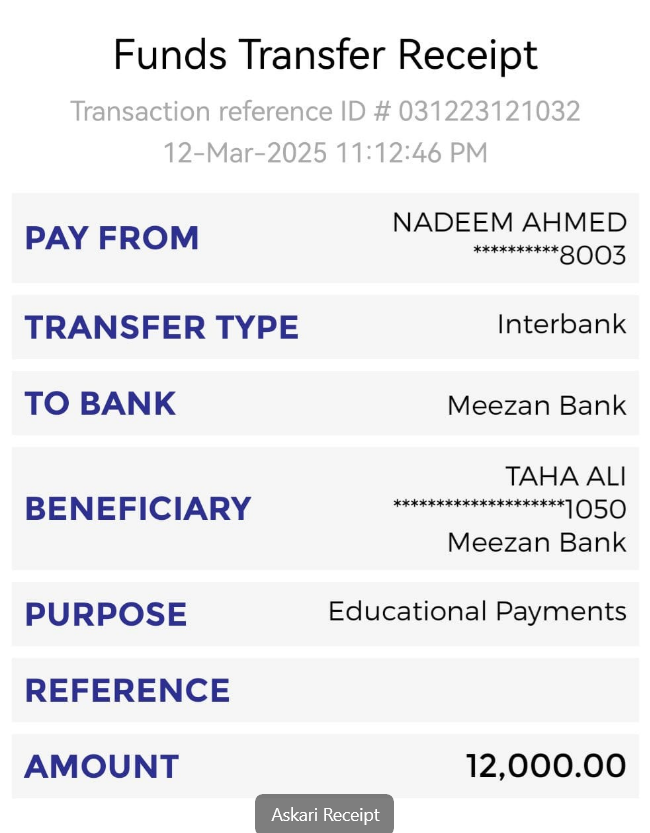 Funds Transfer Receipt
Transaction reference ID # 031223121032
12-Mar-2025 11:12:46 PM
PAY FROM
NADEEM AHMED
**********8003
TRANSFER TYPE
Interbank
TO BANK
Meezan Bank
BENEFICIARY
TAHA ALI
********************1050
Meezan Bank
PURPOSE
Educational Payments
REFERENCE
AMOUNT
12,000.00
Askari Receipt